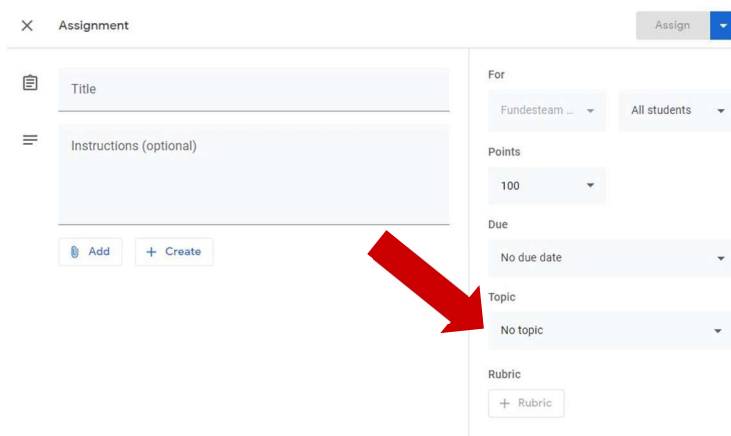 Assignment
Assign
Title
Instructions (optional)
Add
+ Create
For
Fundesteam ...
All students
Points
100
Due
No due date
Topic
No topic
Rubric
+ Rubric